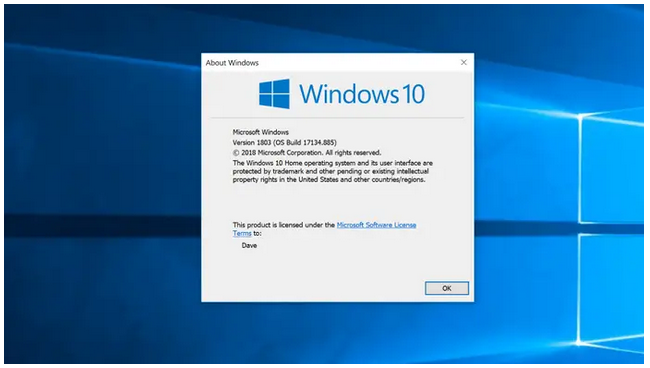 About Windows
Windows 10
Microsoft Windows
Version 1803 (OS Build 17134.885)
© 2018 Microsoft Corporation. All rights reserved.
The Windows 10 Home operating system and its user interface are
protected by trademark and other pending or existing intellectual
property rights in the United States and other countries/regions.
This product is licensed under the Microsoft Software License
Terms to:
Dave
OK